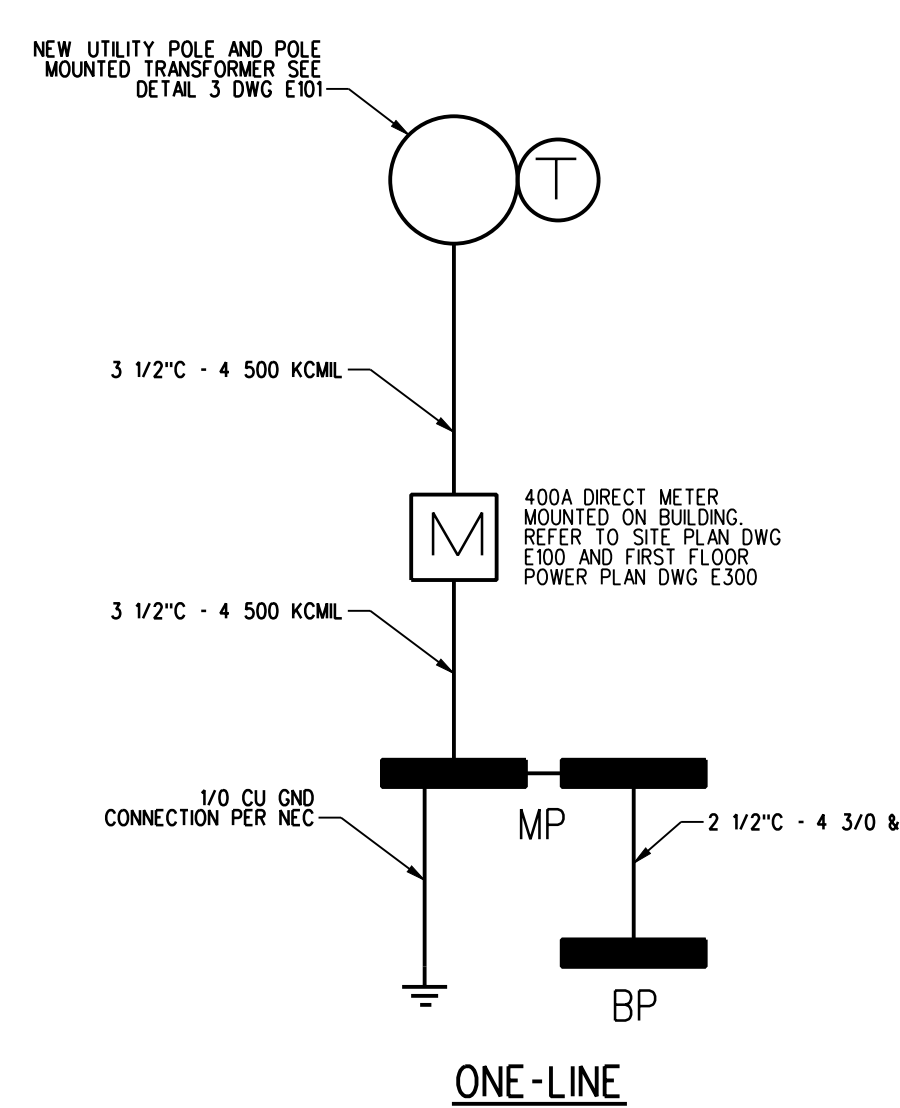 NEW UTILITY POLE AND POLE
MOUNTED TRANSFORMER SEE
DETAIL 3 DWG E101
T
3 1/2"C - 4 500 KCMIL
M
400A DIRECT METER
MOUNTED ON BUILDING.
REFER TO SITE PLAN DWG
E100 AND FIRST FLOOR
POWER PLAN DWG E300
3 1/2"C - 4 500 KCMIL
1/0 CU GND
CONNECTION PER NEC
MP
2 1/2"C - 4 3/0 &
BP
ONE-LINE